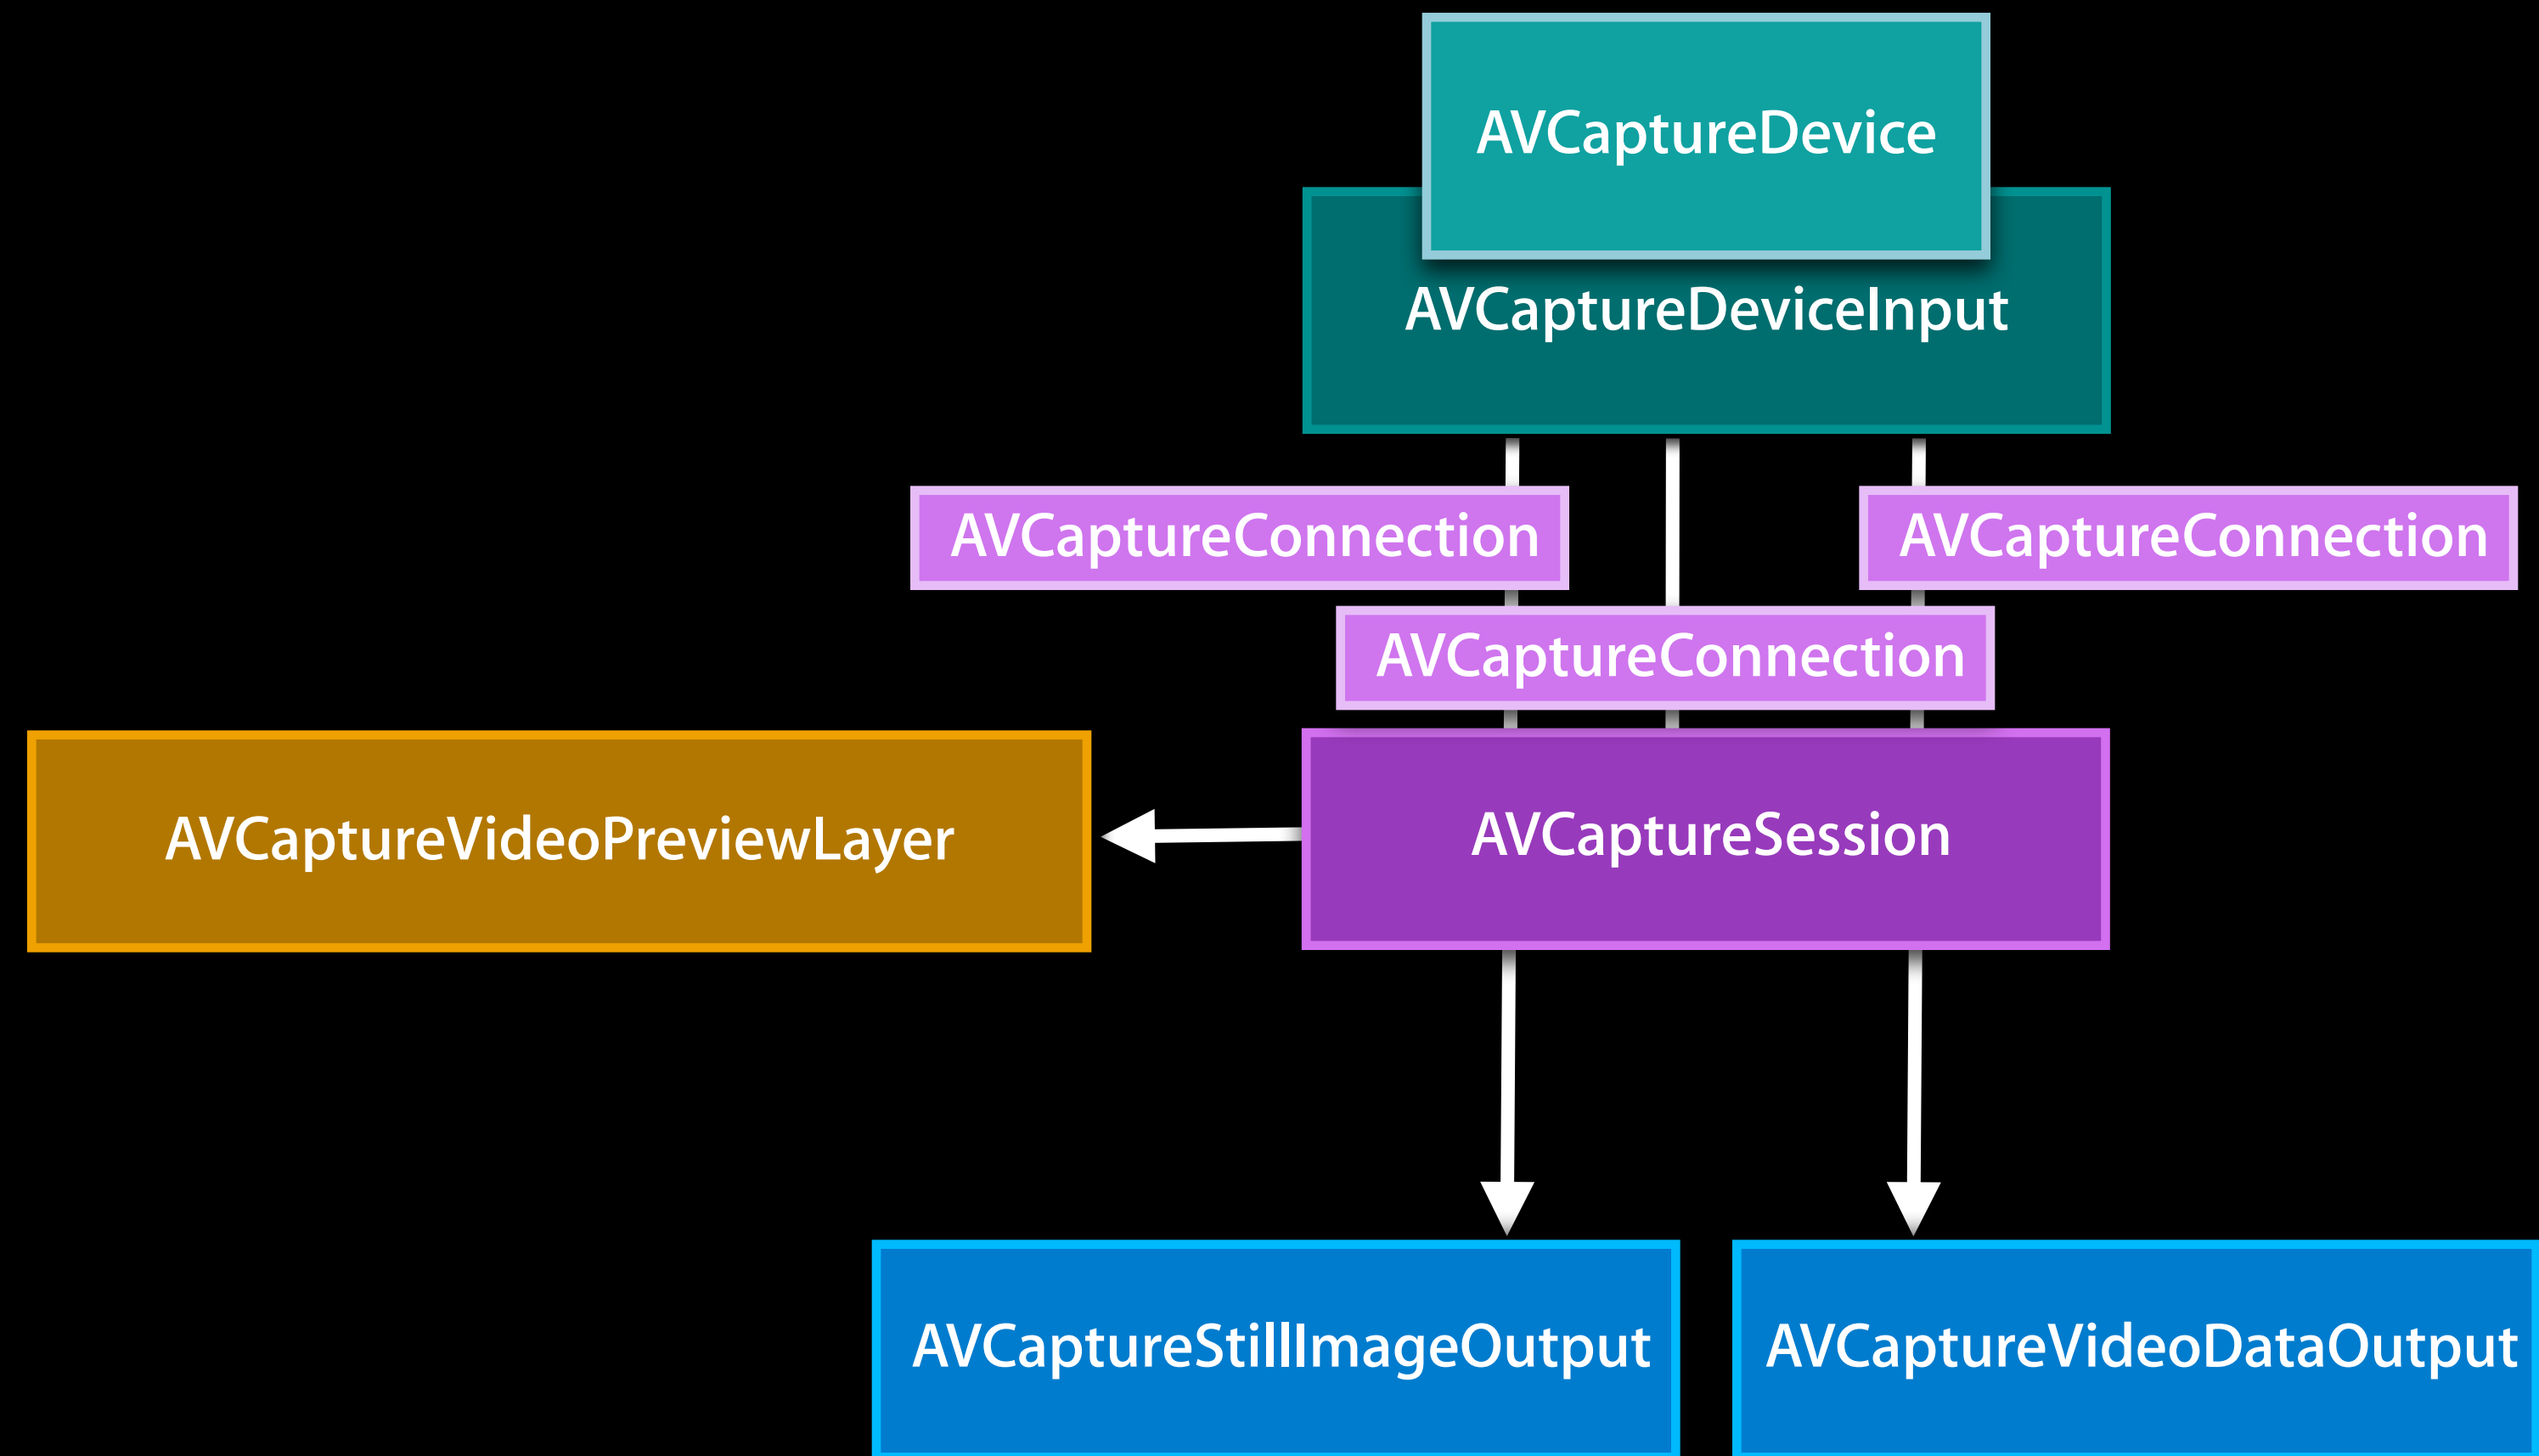 AVCaptureDevice
AVCaptureDeviceInput
AVCaptureConnection
AVCaptureConnection
AVCaptureConnection
AVCaptureVideoPreviewLayer
AVCaptureSession
AVCaptureStillImageOutput
AVCaptureVideoDataOutput